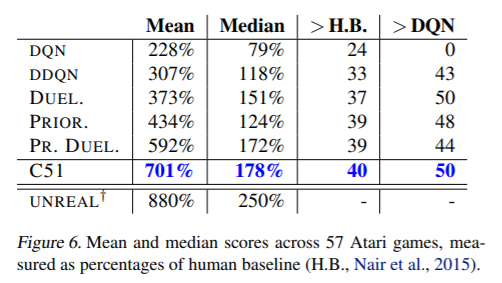 Mean Median > H.B. > DQN
DQN 228% 79% 24 0
DDQN 307% 118% 33 43
DUEL. 373% 151% 37 50
PRIOR. 434% 124% 39 48
PR. DUEL. 592% 172% 39 44
C51 701% 178% 40 50
UNREAL† 880% 250% - -
Figure 6. Mean and median scores across 57 Atari games, mea-
sured as percentages of human baseline (H.B., Nair et al., 2015).